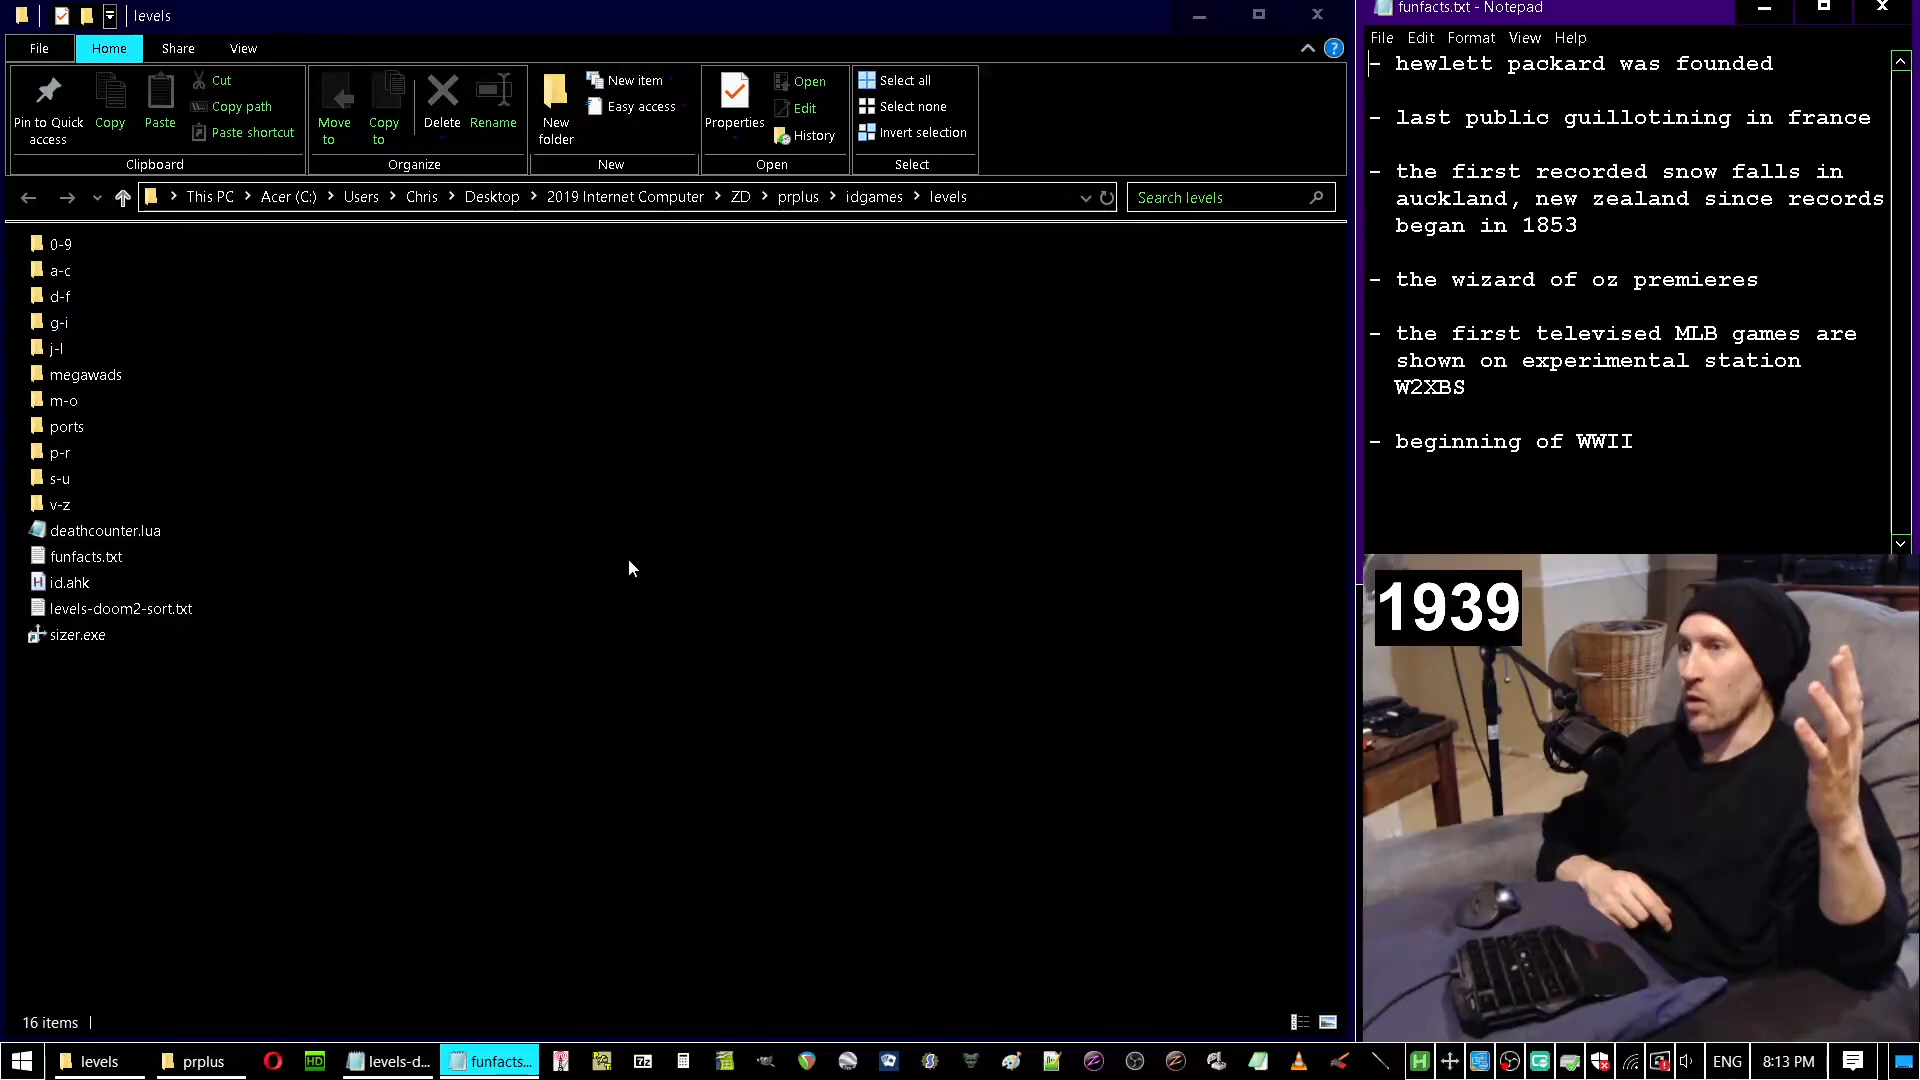 levels
File Home Share View
Pin to Quick access
Copy
Paste
Cut
Copy path
Paste shortcut
Clipboard
Move to
Copy to
Delete
Rename
Organize
New folder
New item
Easy access
New
Properties
Open
Edit
History
Open
Select all
Select none
Invert selection
Select
This PC Acer (C:) Users Chris Desktop 2019 Internet Computer ZD prplus idgames levels
Search levels
0-9
a-c
d-f
g-i
j-l
megawads
m-o
ports
p-r
s-u
v-z
deathcounter.lua
funfacts.txt
id.ahk
levels-doom2-sort.txt
sizer.exe
16 items
funfacts.txt - Notepad
File Edit Format View Help
- hewlett packard was founded
- last public guillotining in france
- the first recorded snow falls in
auckland, new zealand since records
began in 1853
- the wizard of oz premieres
- the first televised MLB games are
shown on experimental station
W2XBS
- beginning of WWII
1939
levels prplus HD levels-d... funfacts... 7z ENG 8:13 PM